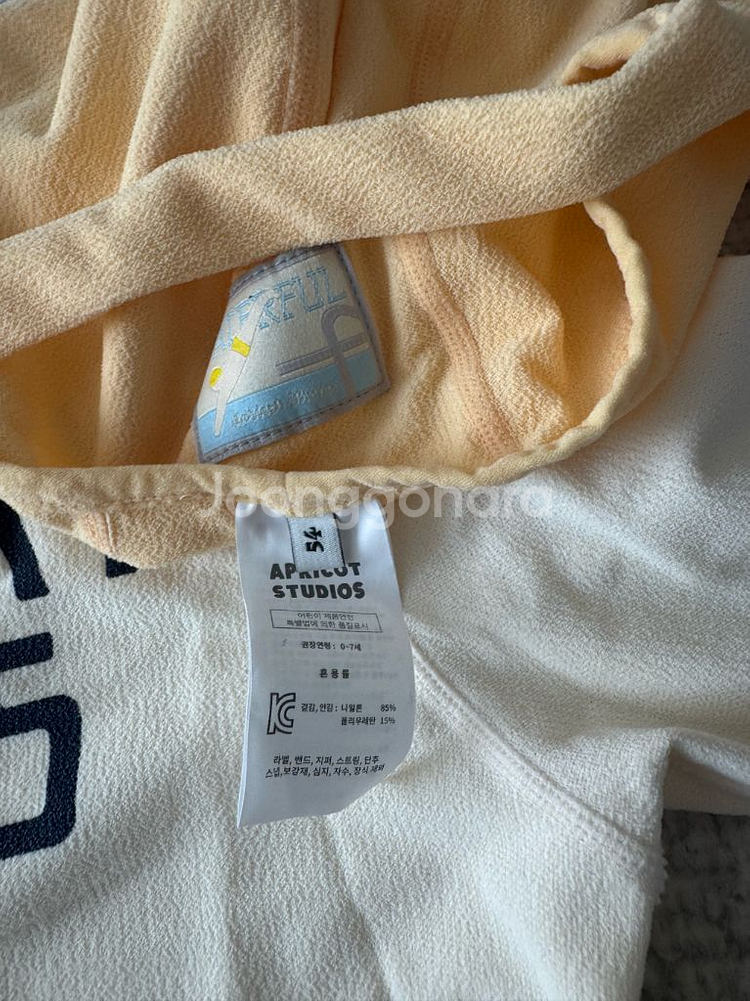 Joonggonara
54
APRICOT
STUDIOS
어린이 제품안전
특별법에 의한 품질표시
권장연령 : 0-7세
혼 용 률
겉감, 안감 : 나일론 85%
폴리우레탄 15%
라벨, 밴드, 지퍼, 스트링, 단추
스냅, 보강재, 심지, 자수, 장식 제외